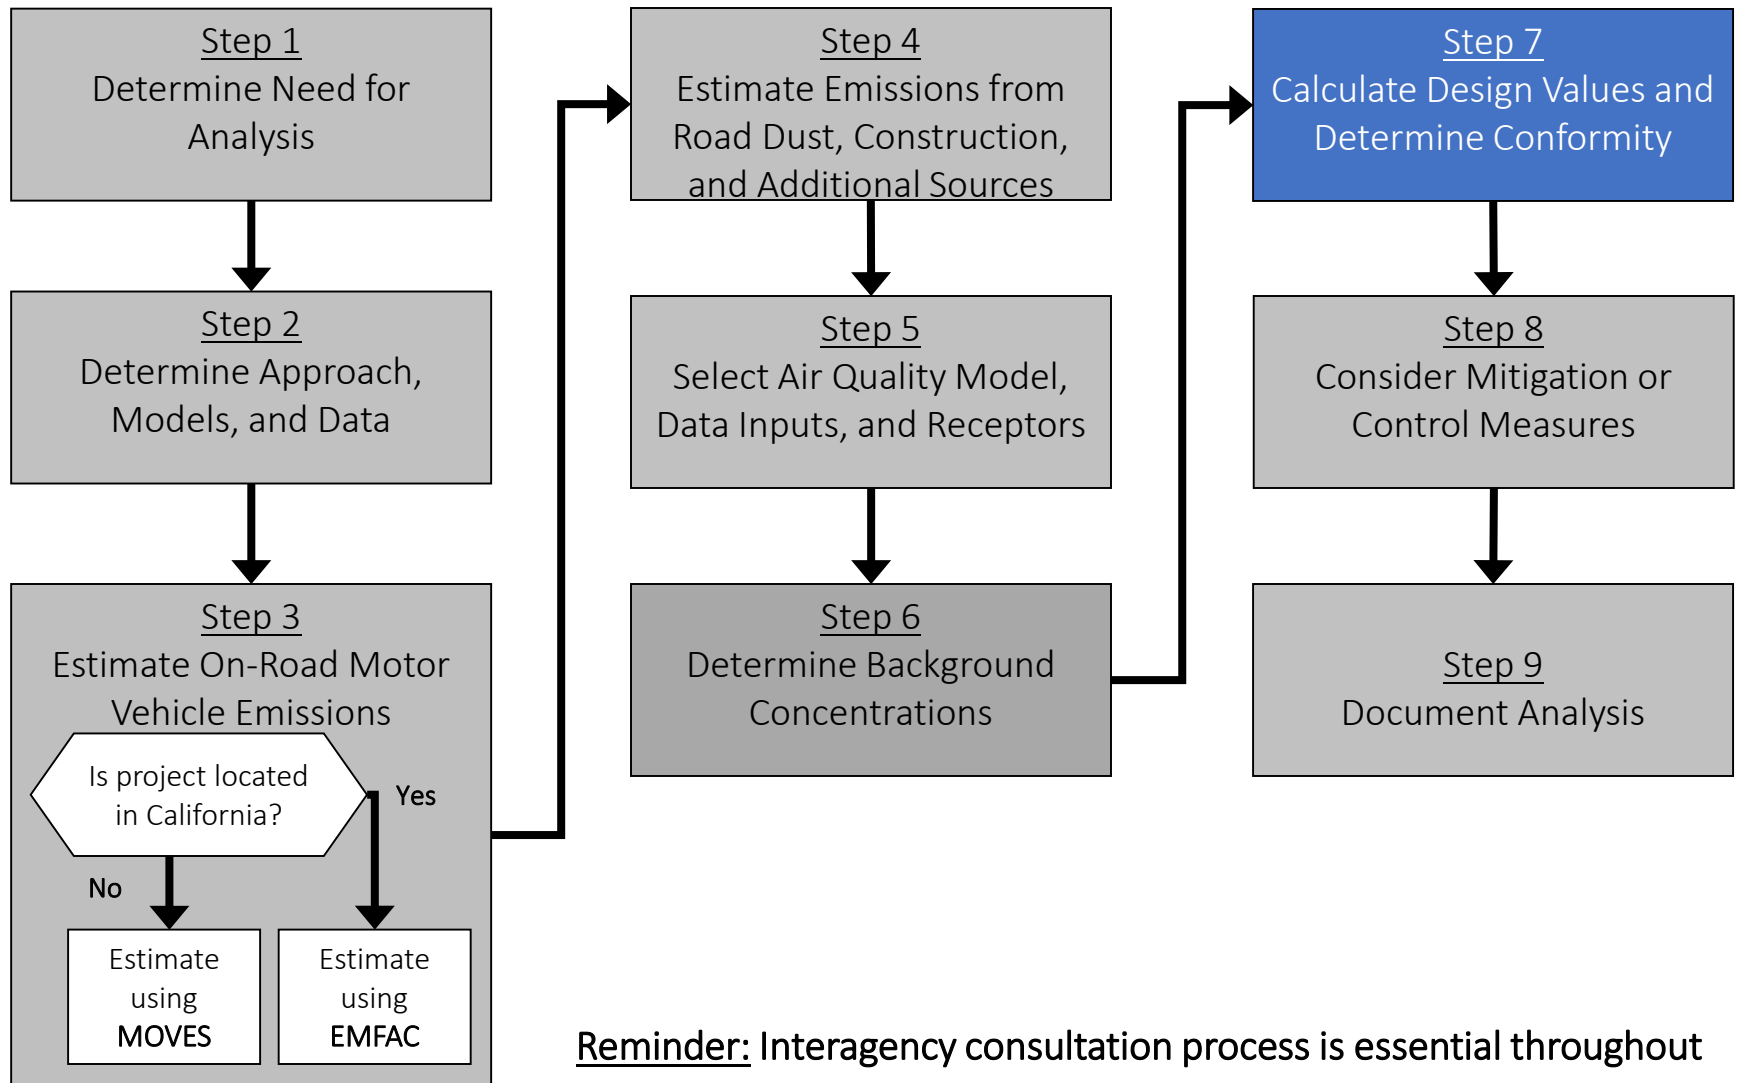 Step 1
Determine Need for
Analysis
Step 2
Determine Approach,
Models, and Data
Step 3
Estimate On-Road Motor
Vehicle Emissions
Is project located
in California?
Yes
No
Estimate
using
MOVES
Estimate
using
EMFAC
Step 4
Estimate Emissions from
Road Dust, Construction,
and Additional Sources
Step 5
Select Air Quality Model,
Data Inputs, and Receptors
Step 6
Determine Background
Concentrations
Step 7
Calculate Design Values and
Determine Conformity
Step 8
Consider Mitigation or
Control Measures
Step 9
Document Analysis
Reminder: Interagency consultation process is essential throughout